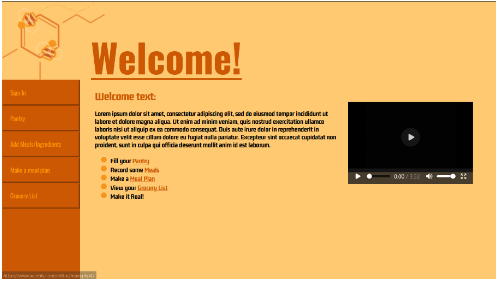 Welcome!
Sign In
Pantry
Add Meals/Ingredients
Make a meal plan
Grocery List
Welcome text:
Lorem ipsum dolor sit amet, consectetur adipiscing elit, sed do eiusmod tempor incididunt ut
labore et dolore magna aliqua. Ut enim ad minim veniam, quis nostrud exercitation ullamco
laboris nisi ut aliquip ex ea commodo consequat. Duis aute irure dolor in reprehenderit in
voluptate velit esse cillum dolore eu fugiat nulla pariatur. Excepteur sint occaecat cupidatat non
proident, sunt in culpa qui officia deserunt mollit anim id est laborum.
Fill your Pantry
Record some Meals
Make a Meal Plan
View your Grocery List
Make it Real!
0:00 /